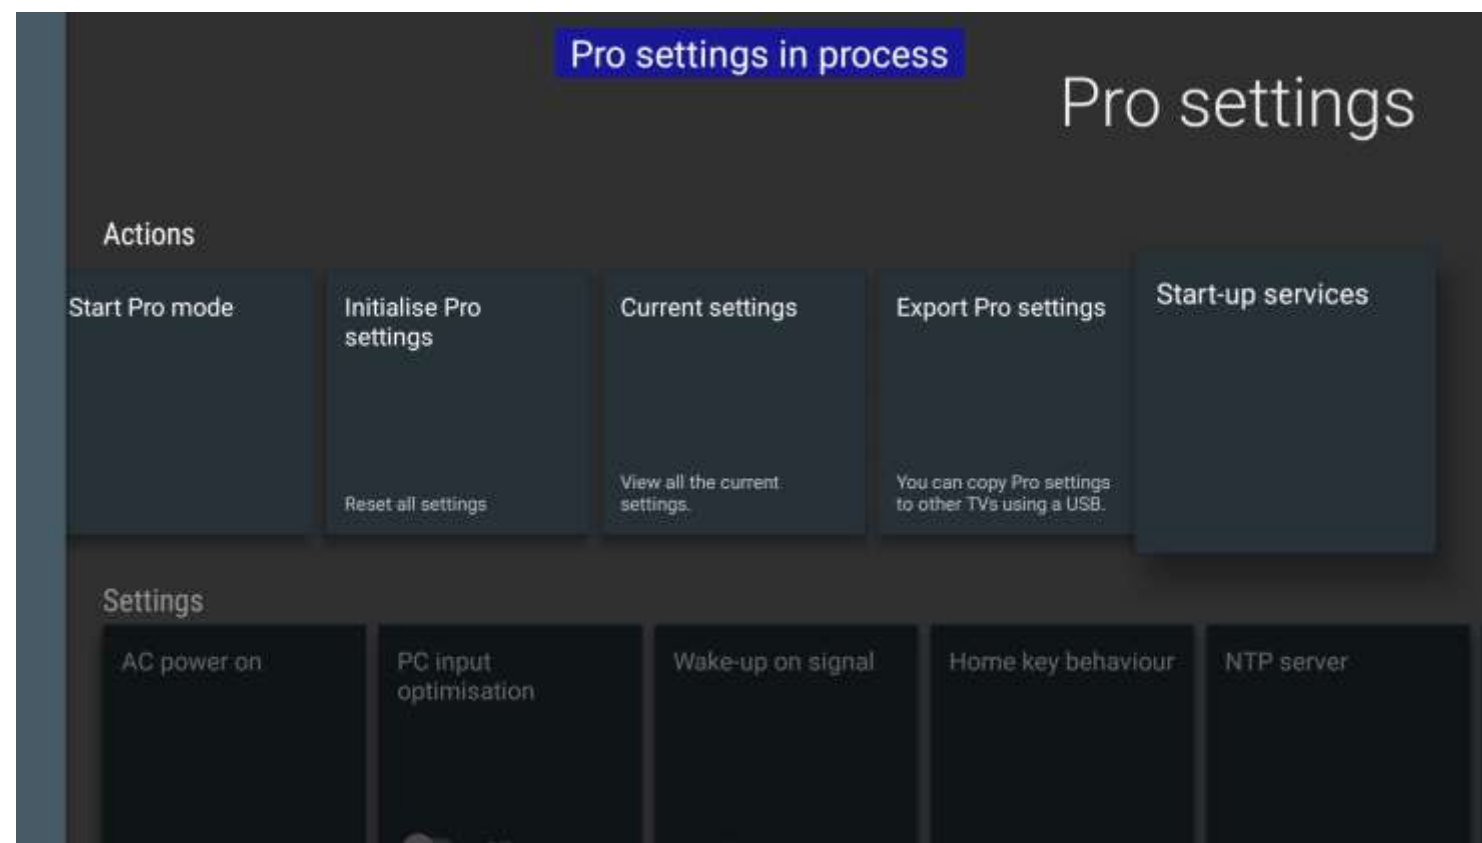 Pro settings in process
Pro settings
Actions
Start Pro mode
Initialise Pro
settings
Reset all settings
Current settings
View all the current
settings.
Export Pro settings
You can copy Pro settings
to other TVs using a USB.
Start-up services
Settings
AC power on
PC input
optimisation
Wake-up on signal
Home key behaviour
NTP server